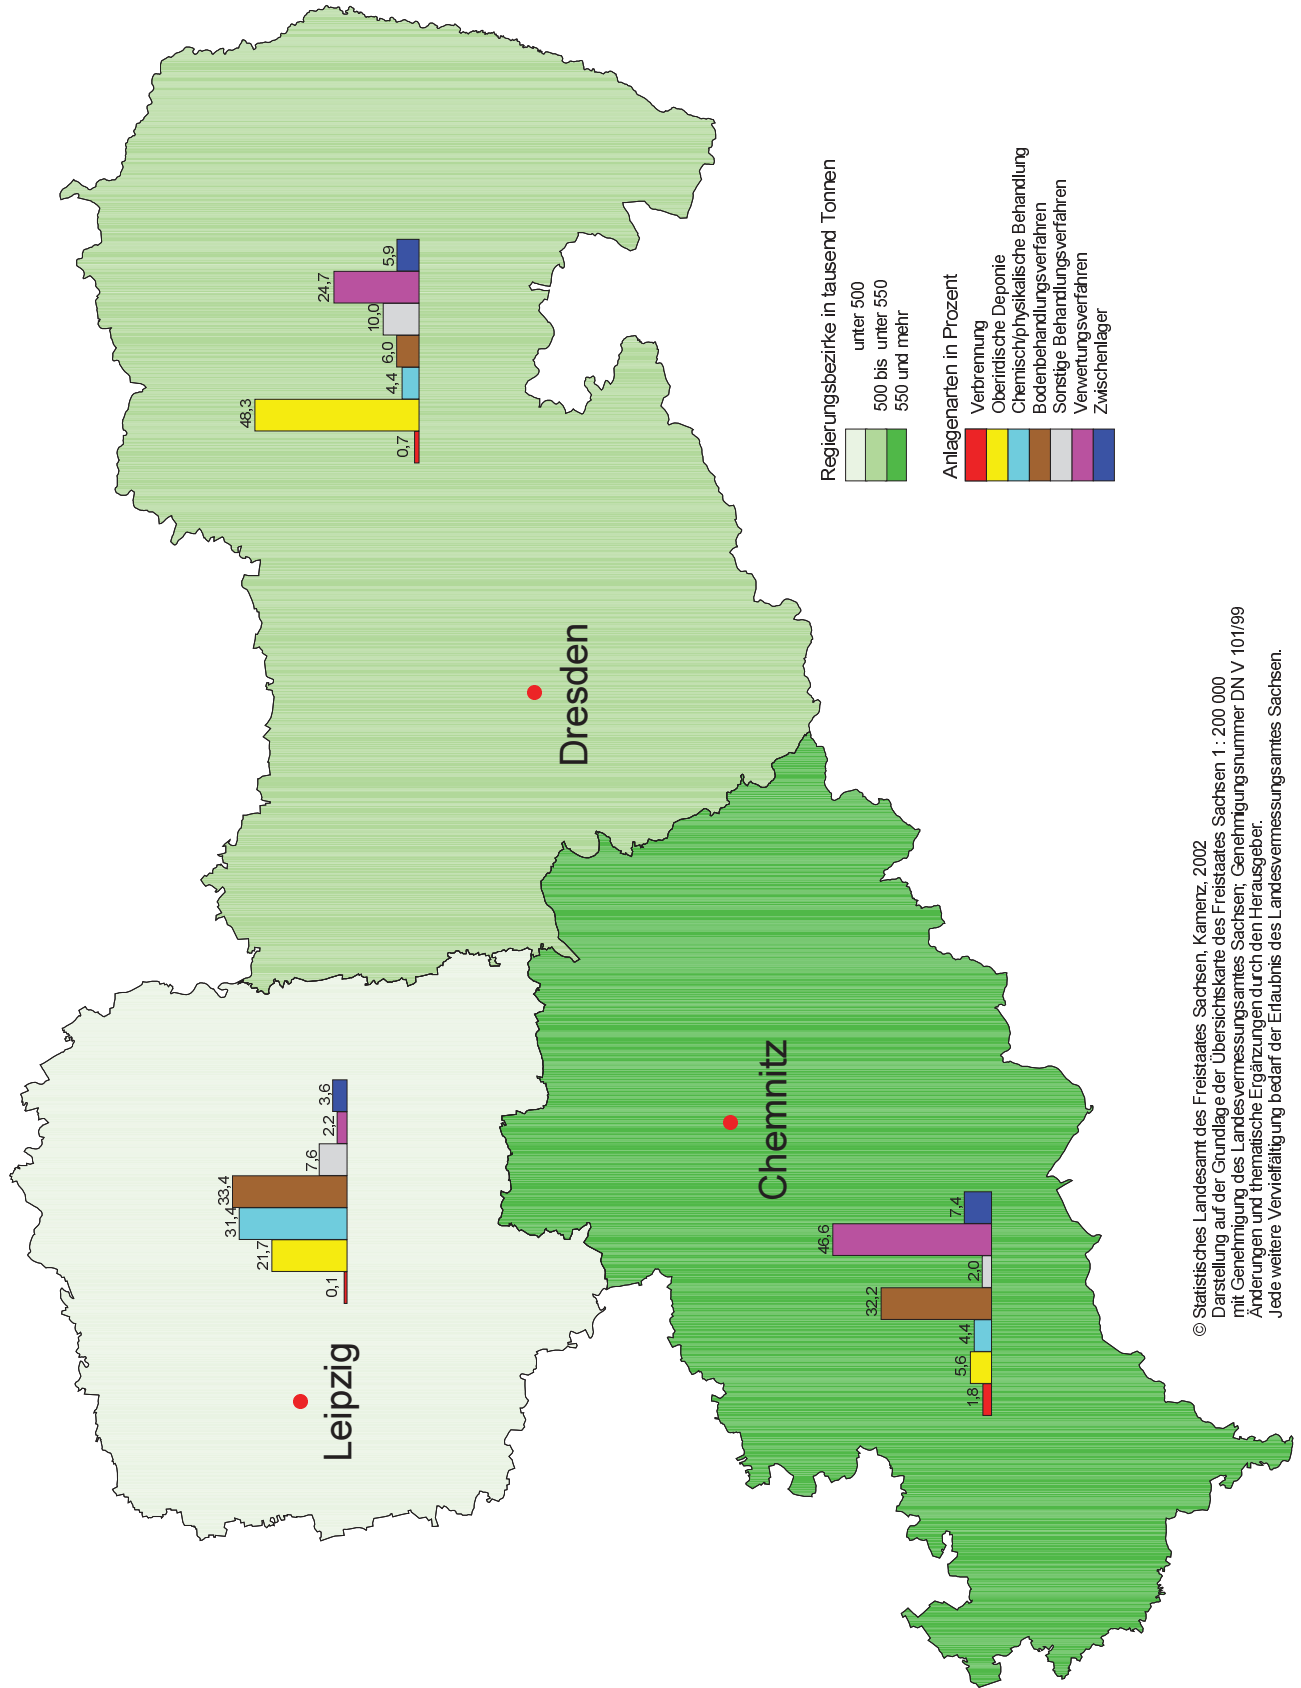 0,1
21,7
31,4
33,4
7,6
2,2
3,6
Leipzig
0,7
48,3
4,4
6,0
10,0
24,7
5,9
Dresden
1,8
5,6
4,4
32,2
2,0
46,6
7,4
Chemnitz
Regierungsbezirke in tausend Tonnen
unter 500
500 bis unter 550
550 und mehr
Anlagenarten in Prozent
Verbrennung
Oberirdische Deponie
Chemisch/physikalische Behandlung
Bodenbehandlungsverfahren
Sonstige Behandlungsverfahren
Verwertungsverfahren
Zwischenlager
© Statistisches Landesamt des Freistaates Sachsen, Kamenz, 2002
Darstellung auf der Grundlage der Übersichtskarte des Freistaates Sachsen 1 : 200 000
mit Genehmigung des Landesvermessungsamtes Sachsen; Genehmigungsnummer DN V 101/99
Änderungen und thematische Ergänzungen durch den Herausgeber.
Jede weitere Vervielfältigung bedarf der Erlaubnis des Landesvermessungsamtes Sachsen.